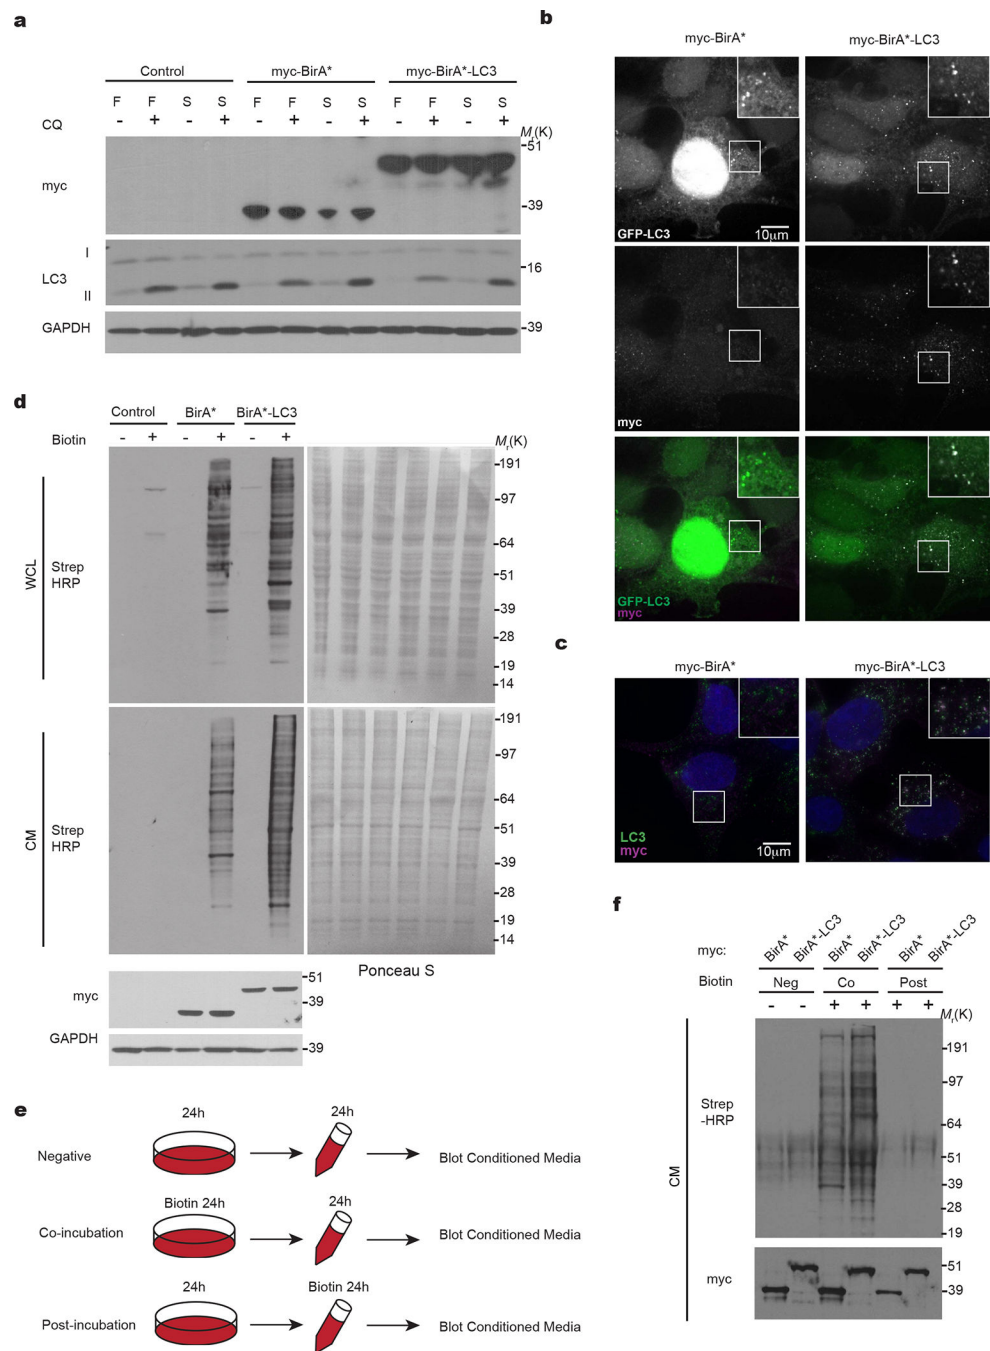 a
Control myc-BirA* myc-BirA*-LC3
F F S S F F S S F F S S
CQ - + - + - + - + - + - +
Mr(K)
myc
51
39
I
LC3
II
16
GAPDH
39
b
myc-BirA* myc-BirA*-LC3
GFP-LC3
10μm
myc
GFP-LC3
myc
c
myc-BirA* myc-BirA*-LC3
LC3
myc
10μm
d
Control BirA* BirA*-LC3
Biotin - + - + - +
Mr(K)
WCL
Strep
HRP
191
97
64
51
39
28
19
14
CM
Strep
HRP
191
97
64
51
39
28
19
14
Ponceau S
myc
51
39
GAPDH
39
e
24h 24h
Negative Blot Conditioned Media
Biotin 24h 24h
Co-incubation Blot Conditioned Media
24h Biotin 24h
Post-incubation Blot Conditioned Media
f
myc: BirA* BirA*-LC3 BirA* BirA*-LC3 BirA* BirA*-LC3
Biotin Neg Co Post
- - + + + +
Mr(K)
CM
Strep
-HRP
191
97
64
51
39
28
19
myc
51
39